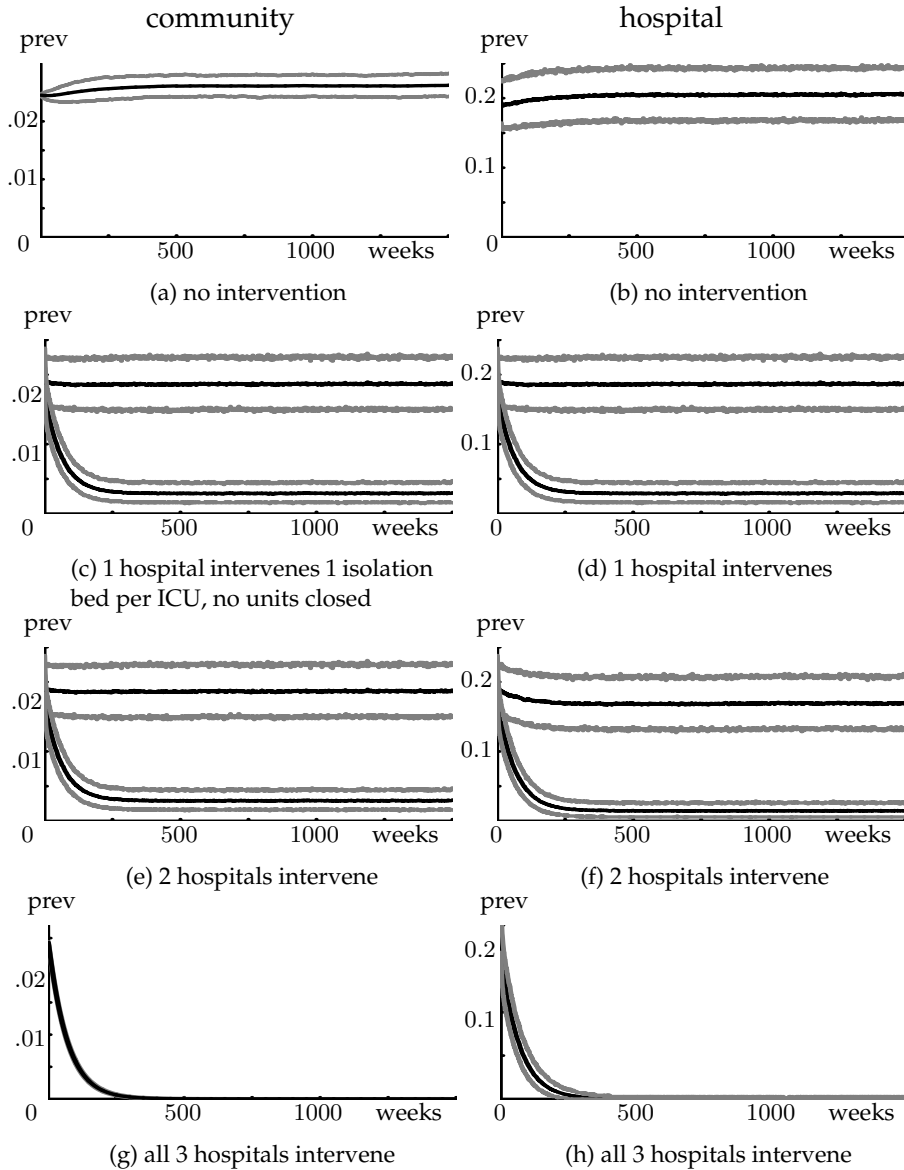 community
hospital
prev
prev
.02
.01
0
500
1000
weeks
0.2
0.1
0
500
1000
weeks
(a) no intervention
(b) no intervention
prev
prev
.02
.01
0
500
1000
weeks
0.2
0.1
0
500
1000
weeks
(c) 1 hospital intervenes 1 isolation
bed per ICU, no units closed
(d) 1 hospital intervenes
prev
prev
.02
.01
0
500
1000
weeks
0.2
0.1
0
500
1000
weeks
(e) 2 hospitals intervene
(f) 2 hospitals intervene
prev
prev
.02
.01
0
500
1000
weeks
0.2
0.1
0
500
1000
weeks
(g) all 3 hospitals intervene
(h) all 3 hospitals intervene